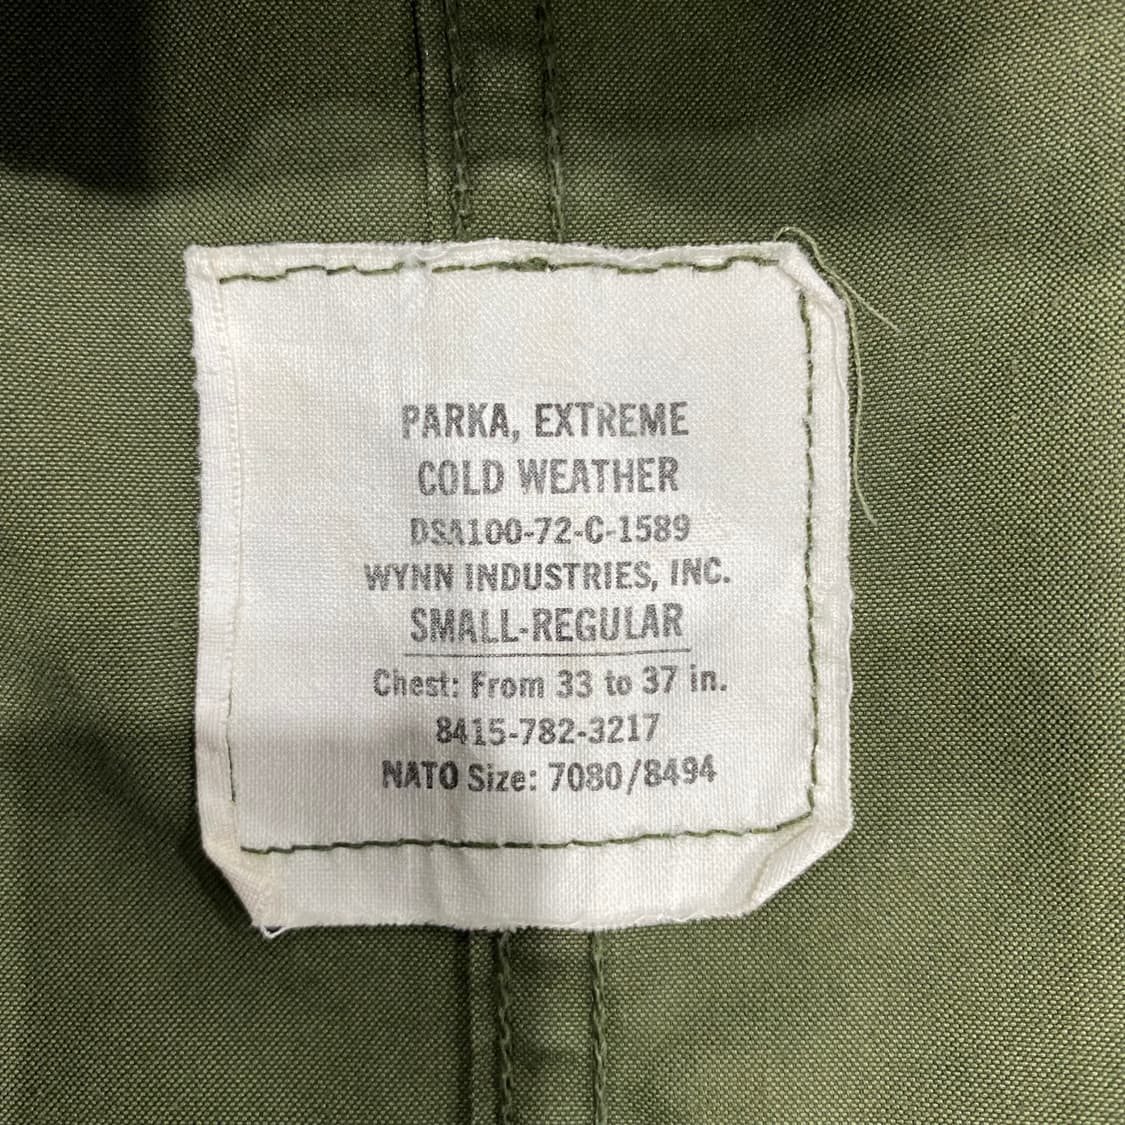 PARKA, EXTREME
COLD WEATHER
DSA100-72-C-1589
WYNN INDUSTRIES, INC.
SMALL-REGULAR
Chest: From 33 to 37 in.
8415-782-3217
NATO Size: 7080/8494